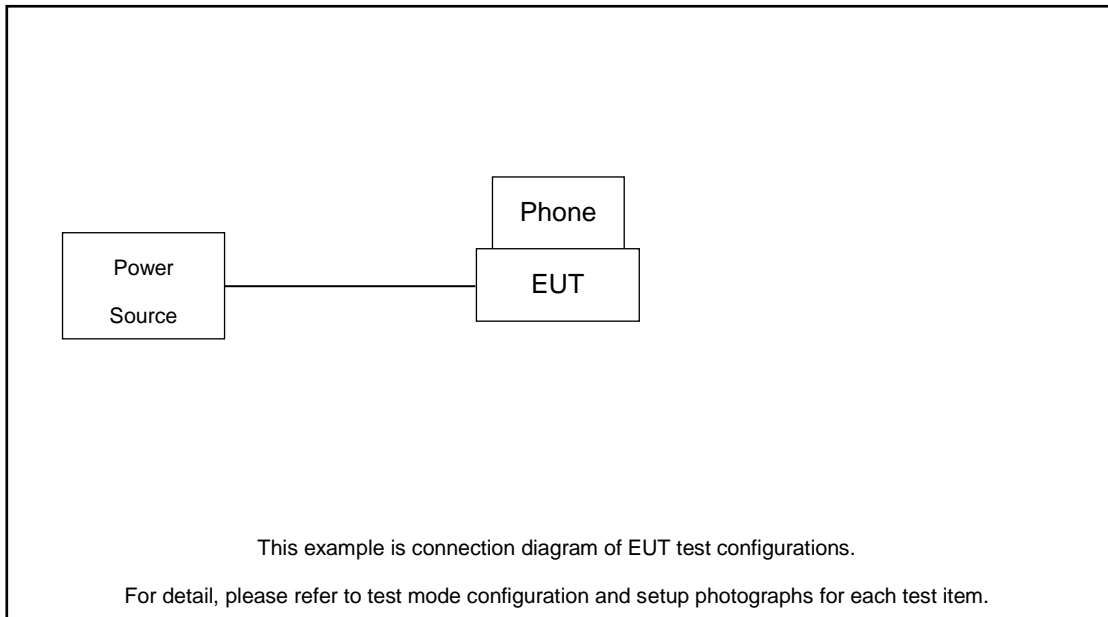 Phone
Power
Source
EUT
This example is connection diagram of EUT test configurations.
For detail, please refer to test mode configuration and setup photographs for each test item.